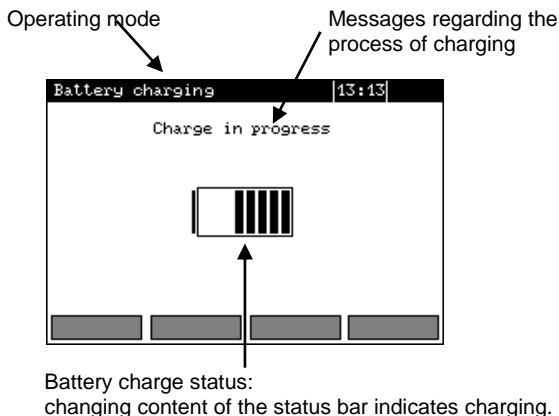 Operating mode
Messages regarding the
process of charging
Battery charging
13:13
Charge in progress
Battery charge status:
changing content of the status bar indicates charging.